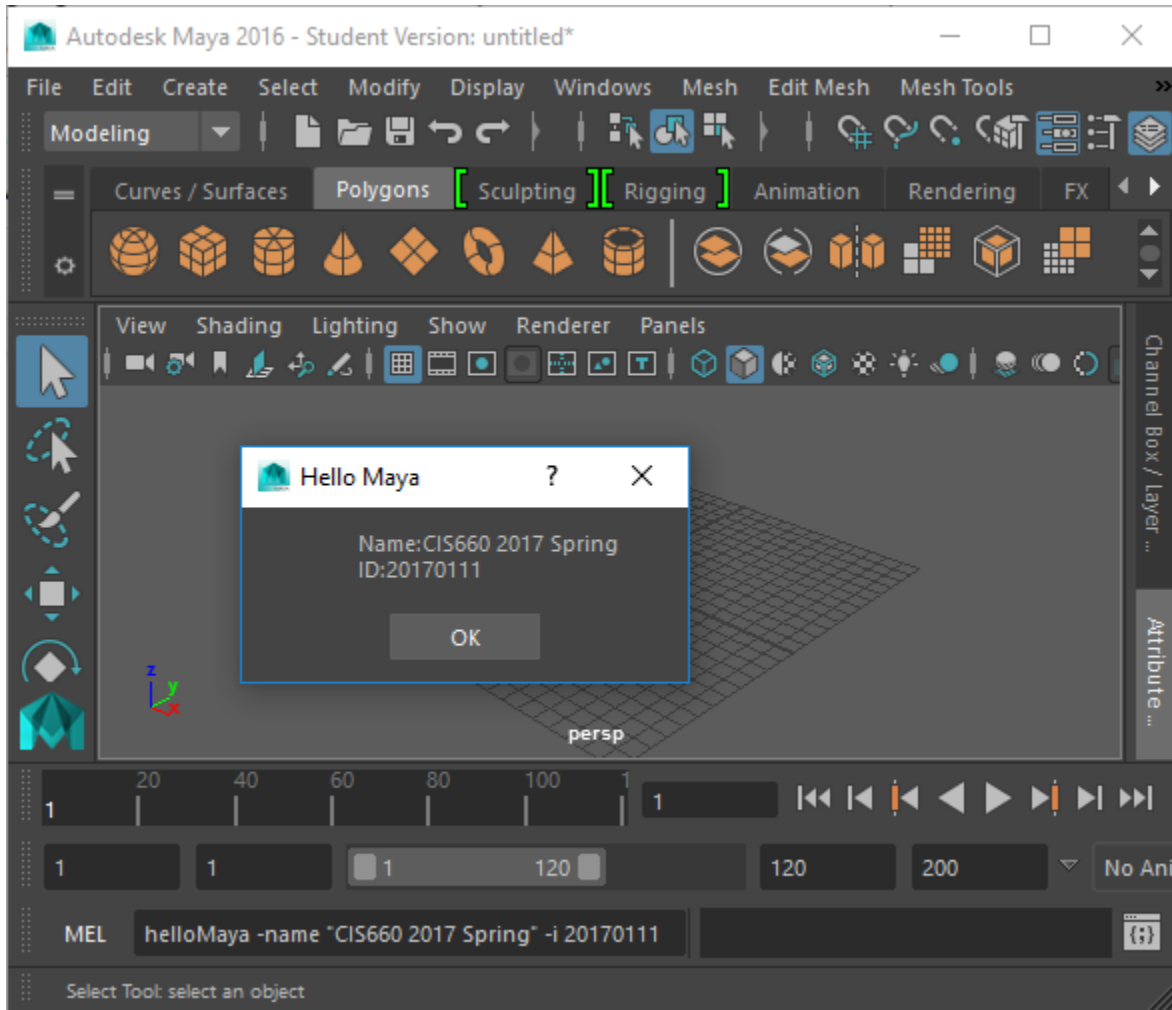 Autodesk Maya 2016 - Student Version: untitled*
File Edit Create Select Modify Display Windows Mesh Edit Mesh Mesh Tools »
Modeling
Curves / Surfaces Polygons Sculpting Rigging Animation Rendering FX
View Shading Lighting Show Renderer Panels
Channel Box / Layer ...
Hello Maya ?
Name:CIS660 2017 Spring
ID:20170111
OK
Attribute ...
z
y
x
persp
20 40 60 80 100 1
1 1
1 1 1 120 120 200 No Ani
MEL helloMaya -name "CIS660 2017 Spring" -i 20170111
Select Tool: select an object